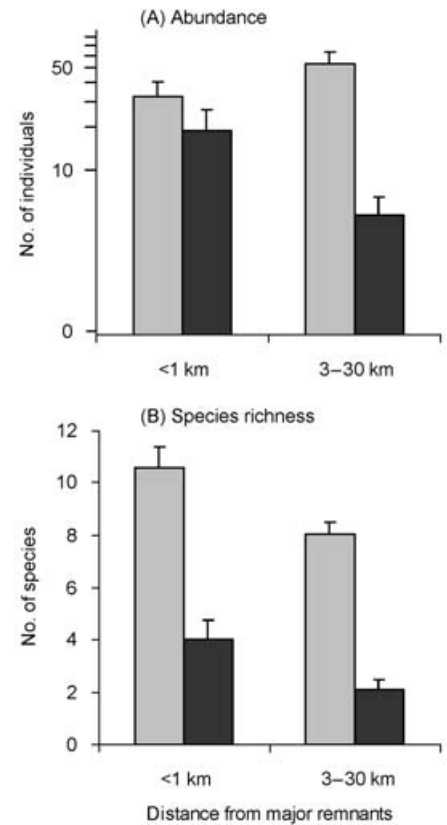 (A) Abundance
No. of individuals
50
10
0
<1 km
3–30 km
(B) Species richness
No. of species
12
10
8
6
4
2
0
<1 km
3–30 km
Distance from major remnants